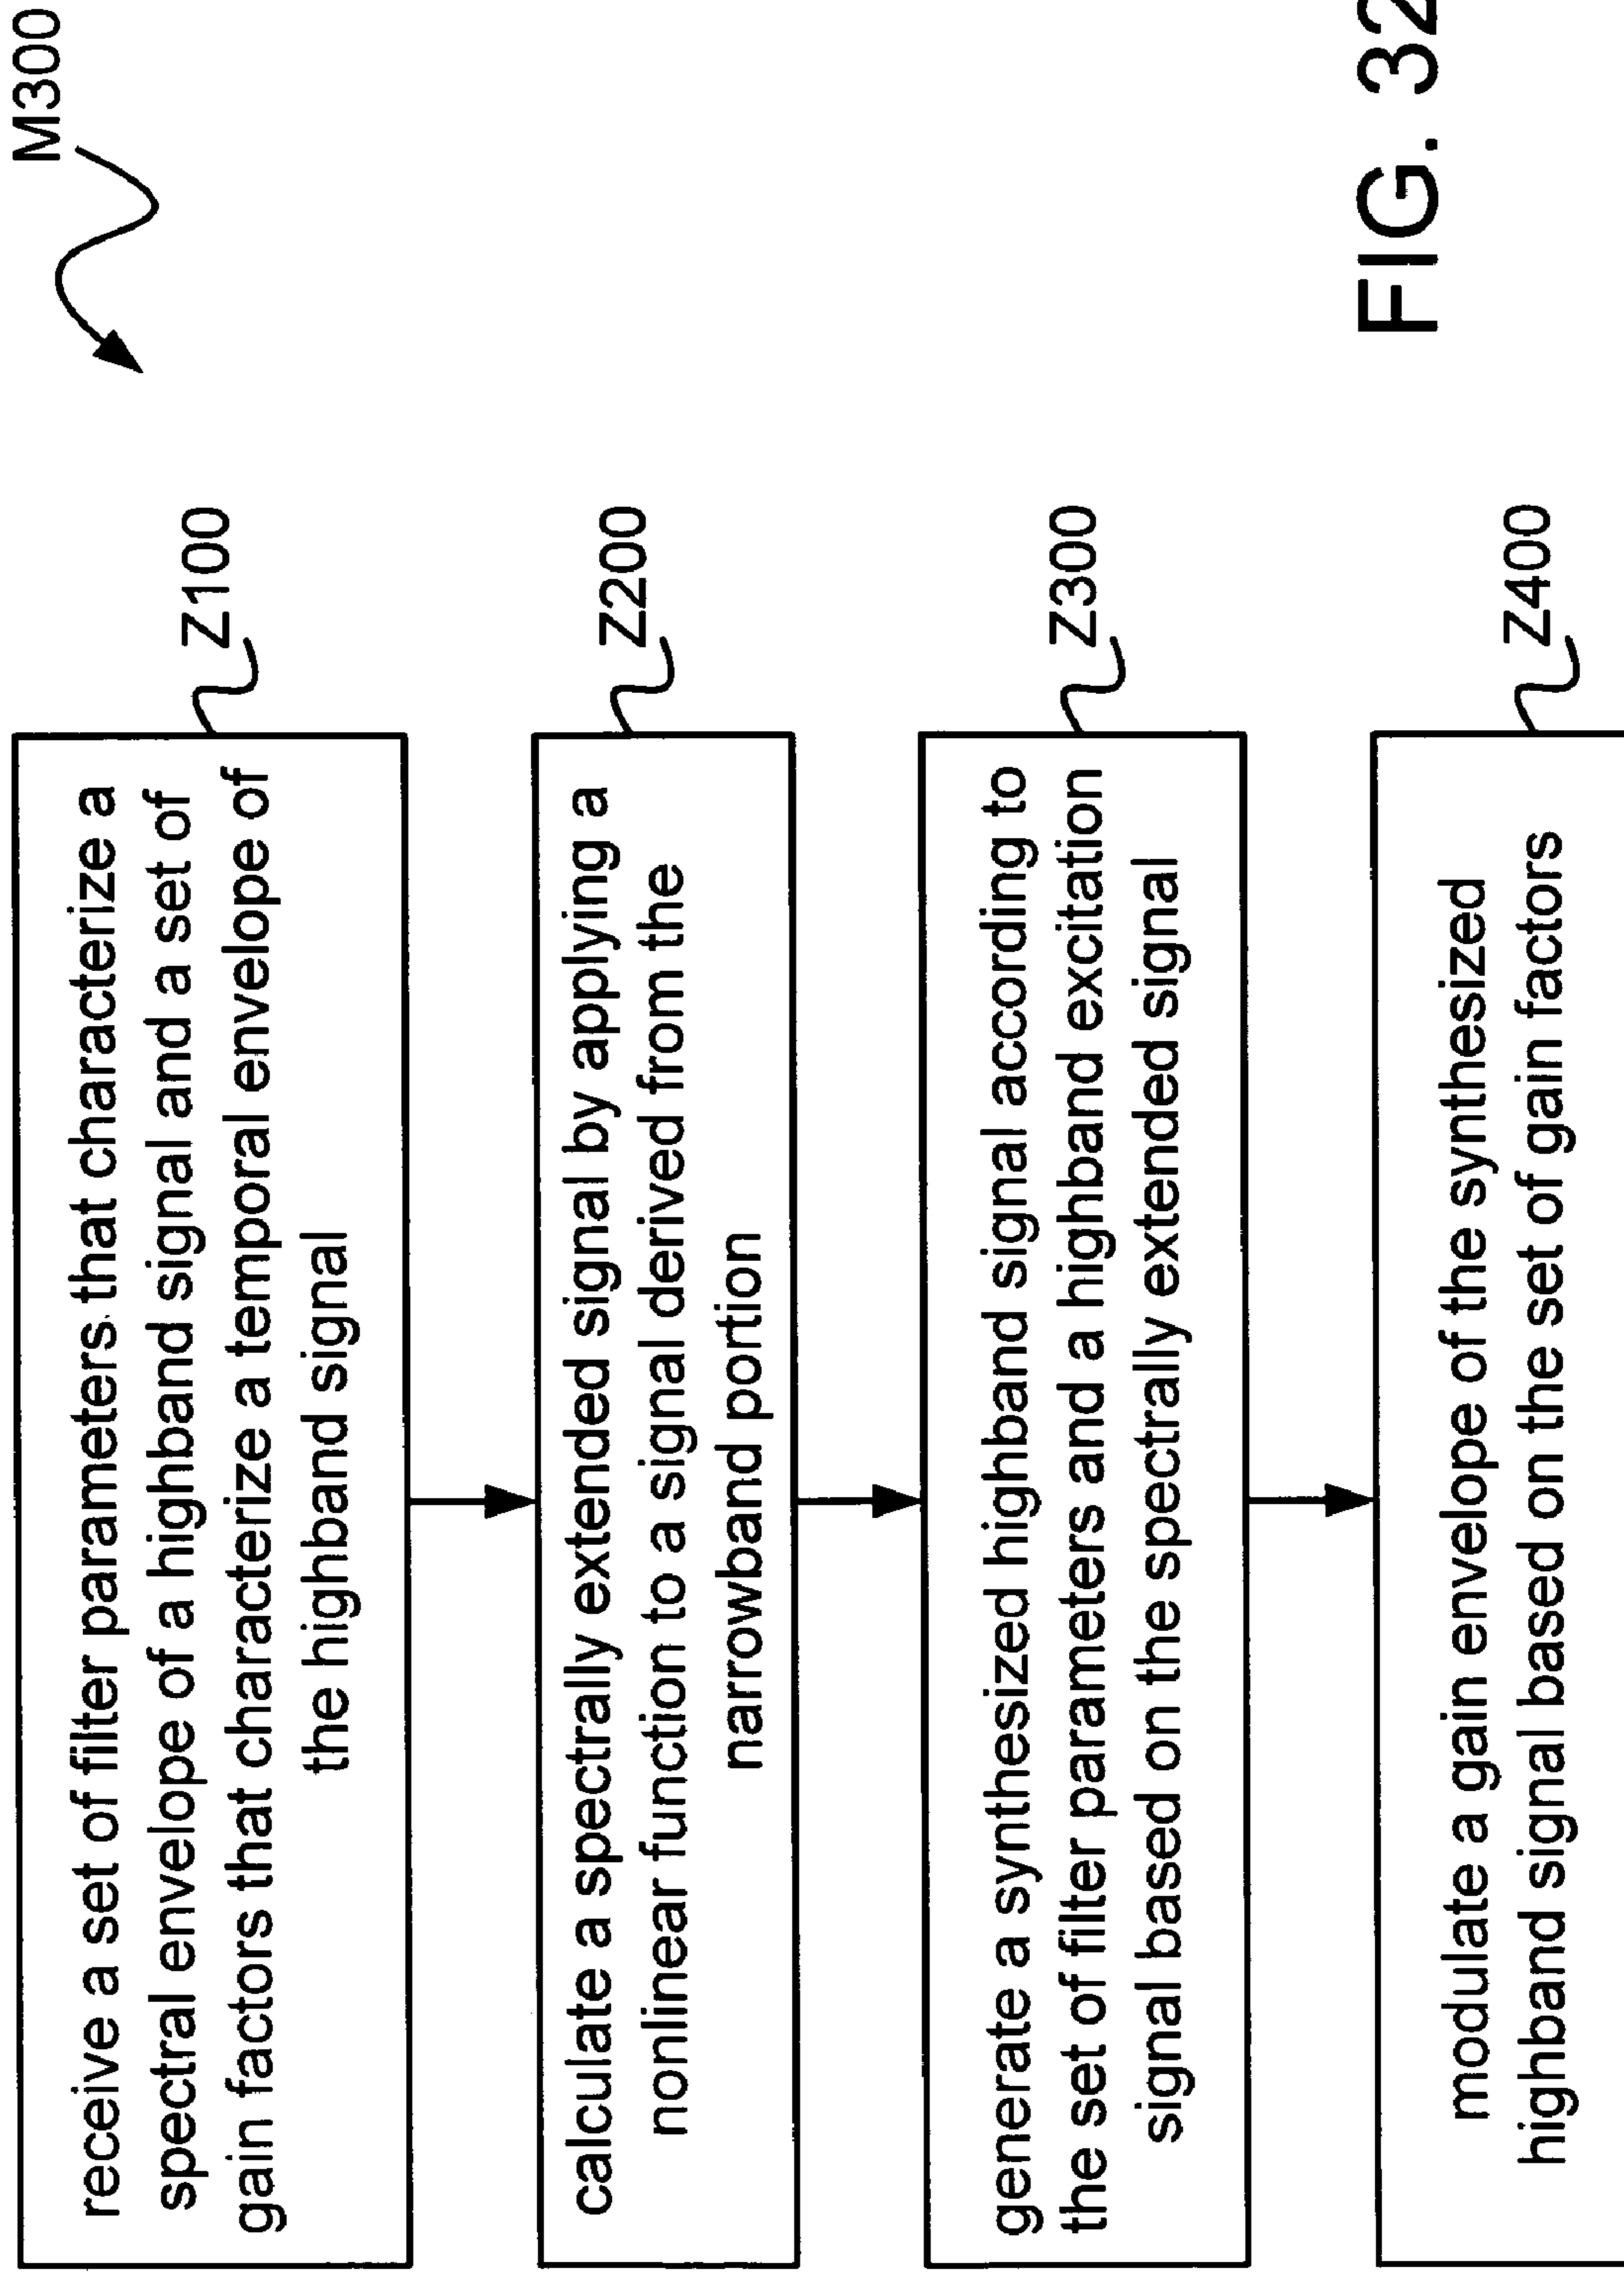 M300
receive a set of filter parameters that characterize a
spectral envelope of a highband signal and a set of
gain factors that characterize a temporal envelope of
the highband signal
Z100
calculate a spectrally extended signal by applying a
nonlinear function to a signal derived from the
narrowband portion
Z200
generate a synthesized highband signal according to
the set of filter parameters and a highband excitation
signal based on the spectrally extended signal
Z300
modulate a gain envelope of the synthesized
highband signal based on the set of gain factors
Z400
FIG. 32